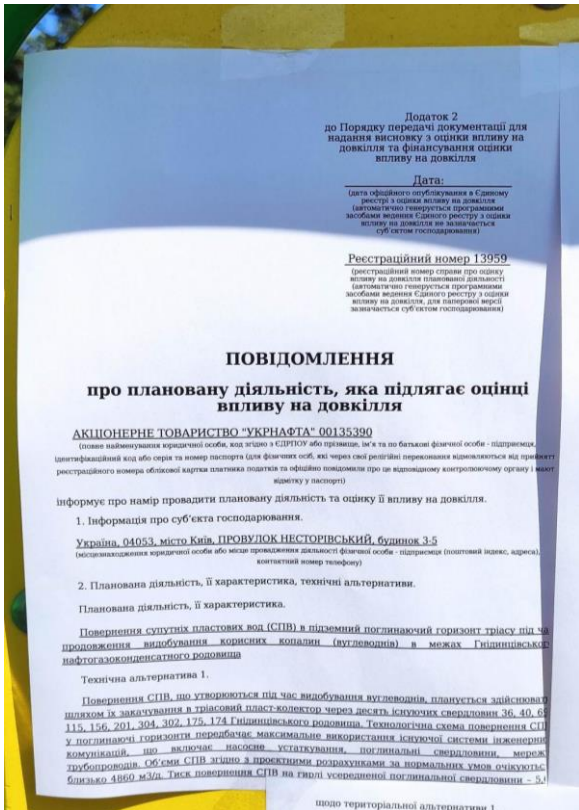 Додаток 2
до Порядку передачі документації для
надання висновку з оцінки впливу на
довкілля та фінансування оцінки
впливу на довкілля
Дата:
(дата офіційного опублікування в Єдиному
реєстрі з оцінки впливу на довкілля
(автоматично генерується програмними
засобами ведення Єдиного реєстру з оцінки
впливу на довкілля не зазначається
суб'єктом господарювання)
Реєстраційний номер 13959
(реєстраційний номер справи про оцінку
впливу на довкілля планованої діяльності
(автоматично генерується програмними
засобами ведення Єдиного реєстру з оцінки
впливу на довкілля, для паперової версії
зазначається суб'єктом господарювання)
ПОВІДОМЛЕННЯ
про плановану діяльність, яка підлягає оцінці
впливу на довкілля
АКЦІОНЕРНЕ ТОВАРИСТВО "УКРНАФТА" 00135390
(повне найменування юридичної особи, код згідно з ЄДРПОУ або прізвище, ім'я та по батькові фізичної особи - підприємця,
ідентифікаційний код або серія та номер паспорта (для фізичних осіб, які через свої релігійні переконання відмовляються від прийнят
реєстраційного номера облікової картки платника податків та офіційно повідомили про це відповідному контролюючому органу і мают
відмітку у паспорті)
інформує про намір провадити плановану діяльність та оцінку її впливу на довкілля.
1. Інформація про суб'єкта господарювання.
Україна, 04053, місто Київ, ПРОВУЛОК НЕСТОРІВСЬКИЙ, будинок 3-5
(місцезнаходження юридичної особи або місце провадження діяльності фізичної особи - підприємця (поштовий індекс, адреса),
контактний номер телефону)
2. Планована діяльність, її характеристика, технічні альтернативи.
Планована діяльність, її характеристика.
Повернення супутніх пластових вод (СПВ) в підземний поглинаючий горизонт тріасу під ча
продовження видобування корисних копалин (вуглеводнів) в межах Гнідинцівськог
нафтогазоконденсатного родовища
Технічна альтернатива 1.
Повернення СПВ, що утворюються під час видобування вуглеводнів, планується здійснюват
шляхом їх закачування в тріасовий пласт-колектор через десять існуючих свердловин 36, 40, 69
115, 156, 201, 304, 302, 175, 174 Гнідинцівського родовища. Технологічна схема повернення СП
у поглинаючі горизонти передбачає максимальне використання існуючої системи інженерни
комунікацій, що включає насосне устаткування, поглинальні свердловини, мереж
трубопроводів. Об'єми СПВ згідно з проєктними розрахунками за нормальних умов очікуютьс
близько 4860 м3/д. Тиск повернення СПВ на гирлі усередненої поглинальної свердловини – 5,
щодо територіальної альтернативи 1